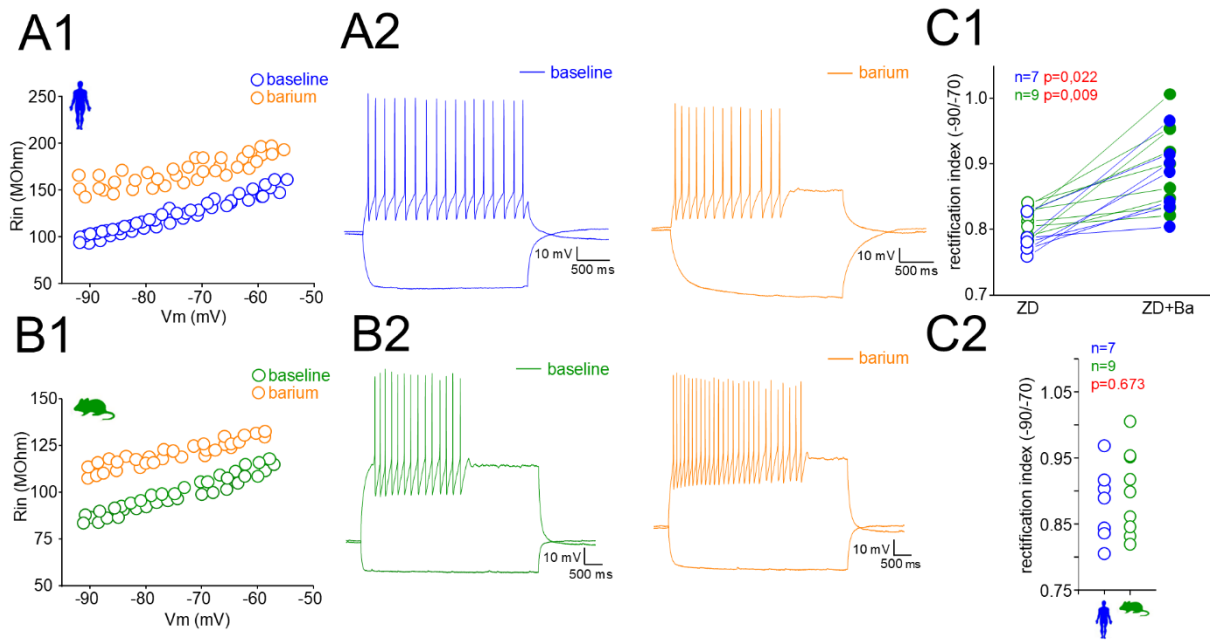 A1
baseline
barium
250
200
150
100
50
Rin (MOhm)
-90 -80 -70 -60 -50
Vm (mV)
A2
baseline
10 mV
500 ms
barium
10 mV
500 ms
C1
n=7 p=0,022
n=9 p=0,009
1.0
0.9
0.8
0.7
rectification index (-90/-70)
ZD ZD+Ba
B1
baseline
barium
150
125
100
75
50
Rin (MOhm)
-90 -80 -70 -60 -50
Vm (mV)
B2
baseline
10 mV
500 ms
barium
10 mV
500 ms
C2
n=7
n=9
p=0.673
1.05
0.95
0.85
0.75
rectification index (-90/-70)